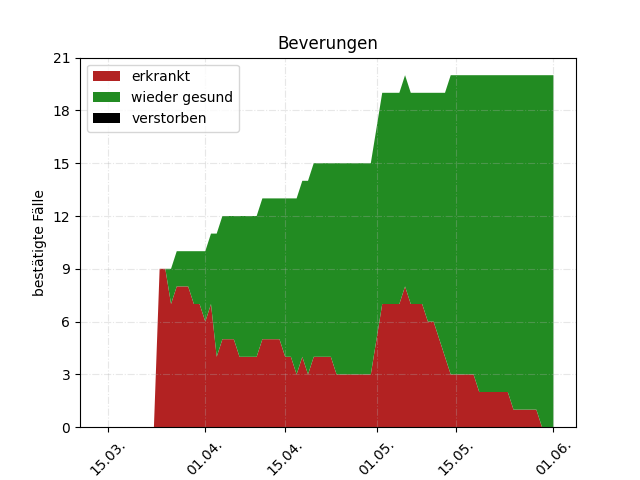 Beverungen
erkrankt
wieder gesund
verstorben
bestätigte Fälle
21
18
15
12
9
6
3
0
15.03.
01.04.
15.04.
01.05.
15.05.
01.06.